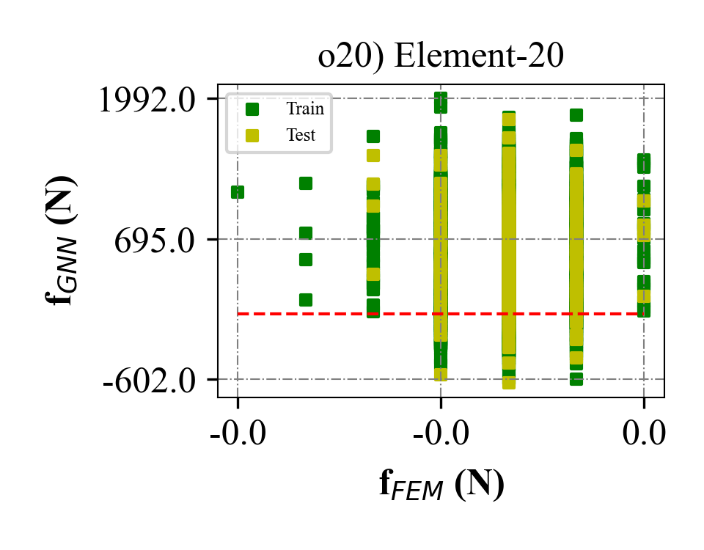 o20) Element-20
1992.0
Train
Test
695.0
-602.0
f_GNN (N)
-0.0
-0.0
0.0
f_FEM (N)